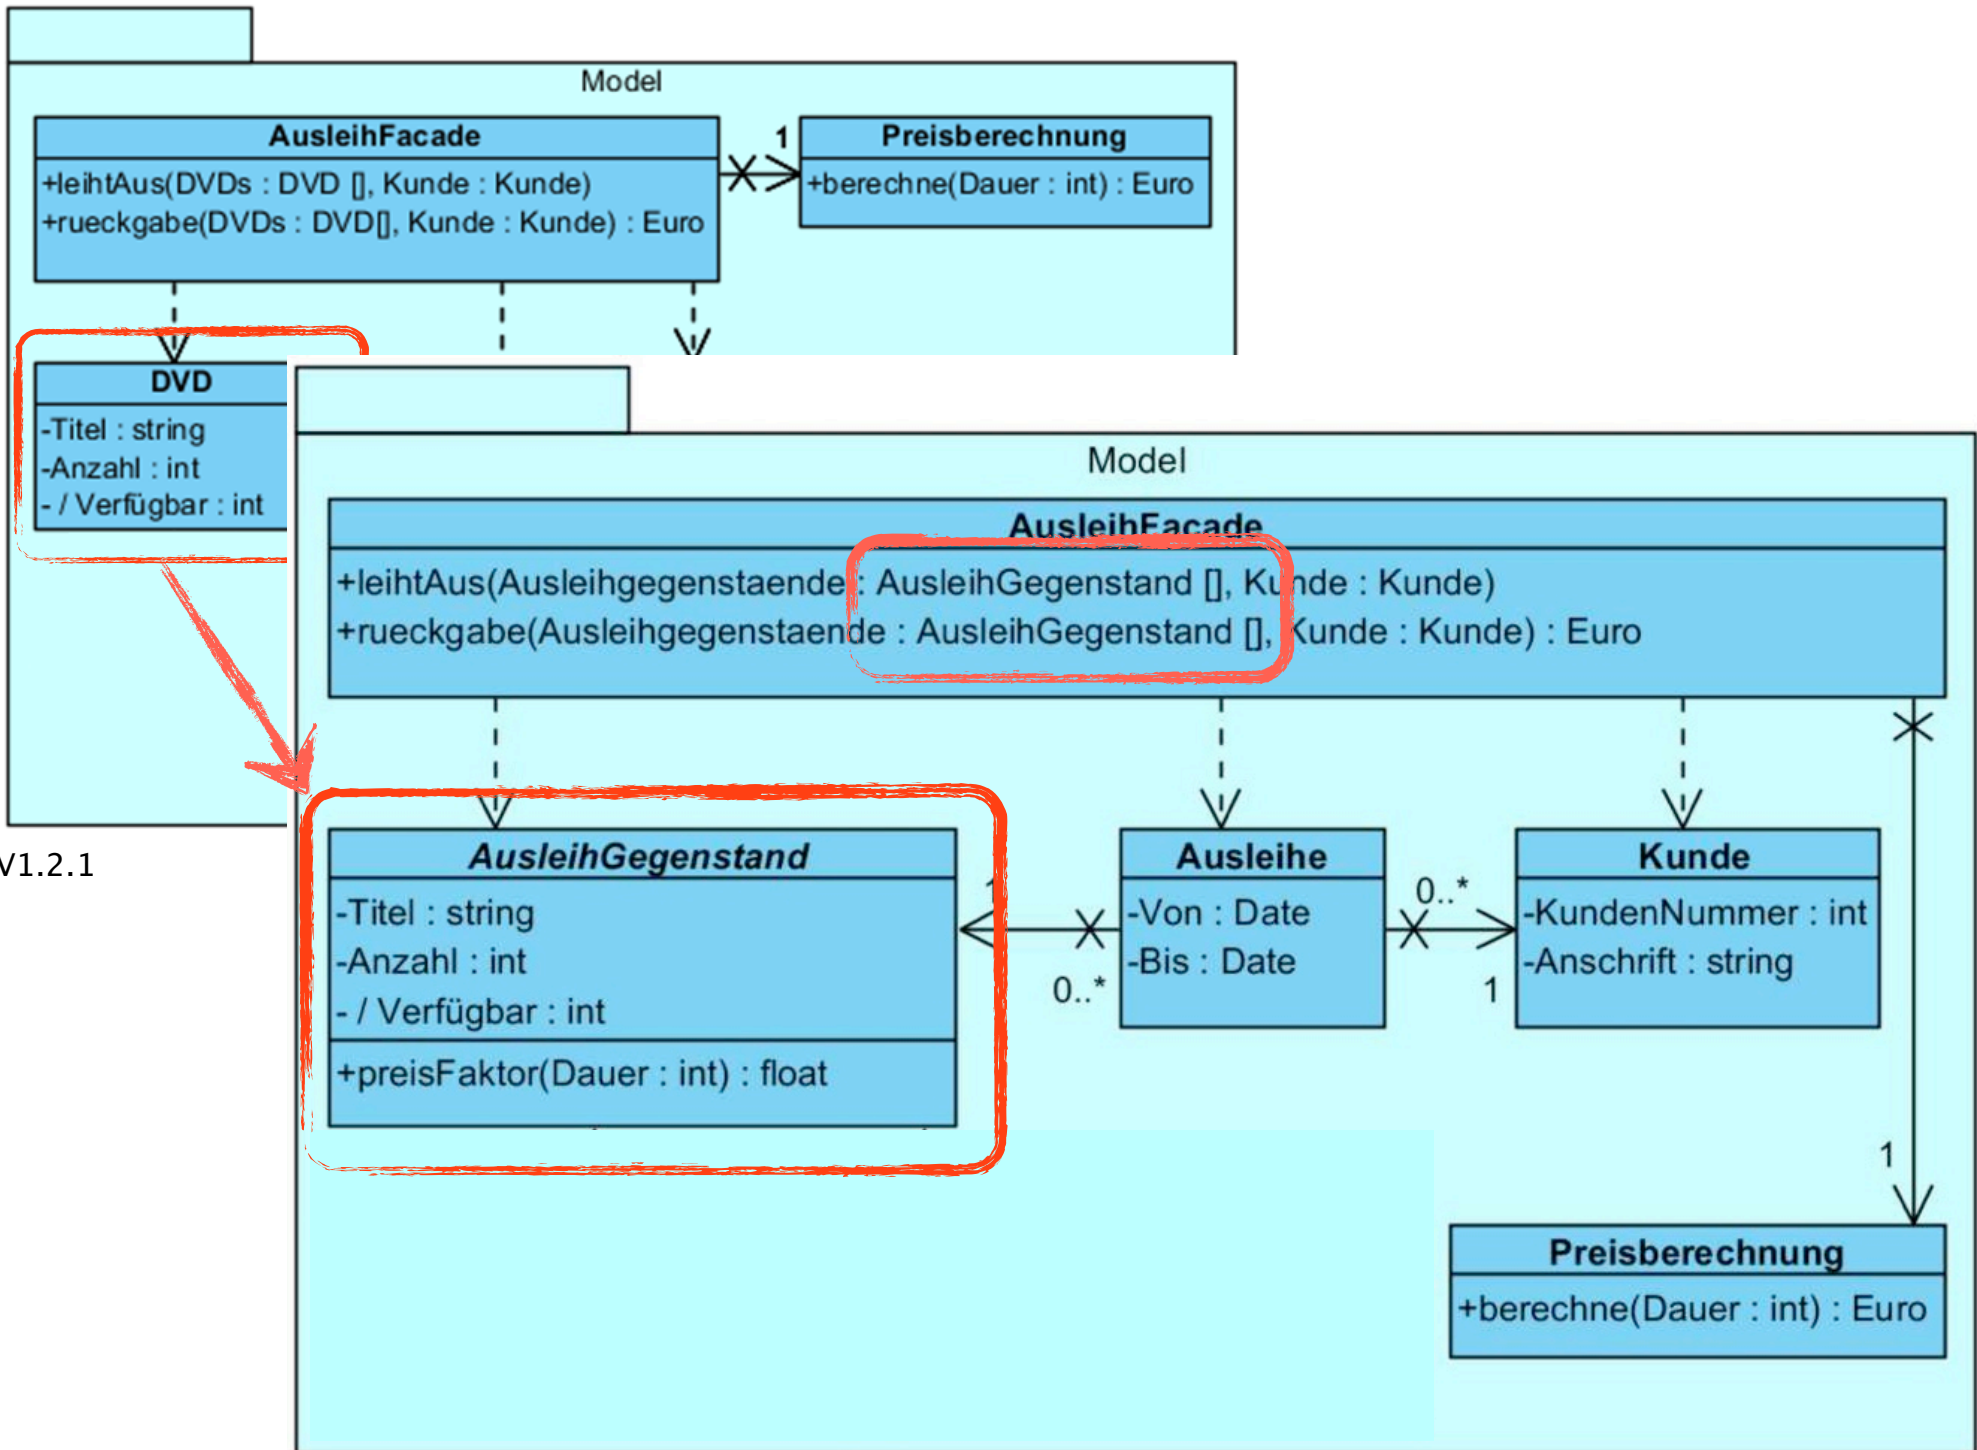 Model
AusleihFacade
+leihtAus(DVDs : DVD [], Kunde : Kunde)
+rueckgabe(DVDs : DVD[], Kunde : Kunde) : Euro
1
Preisberechnung
+berechne(Dauer : int) : Euro
DVD
-Titel : string
-Anzahl : int
- / Verfügbar : int
V1.2.1
Model
AusleihFacade
+leihtAus(Ausleihgegenstaende : AusleihGegenstand [], Kunde : Kunde)
+rueckgabe(Ausleihgegenstaende : AusleihGegenstand [], Kunde : Kunde) : Euro
AusleihGegenstand
-Titel : string
-Anzahl : int
- / Verfügbar : int
+preisFaktor(Dauer : int) : float
1
0..*
Ausleihe
-Von : Date
-Bis : Date
0..*
1
Kunde
-KundenNummer : int
-Anschrift : string
1
Preisberechnung
+berechne(Dauer : int) : Euro